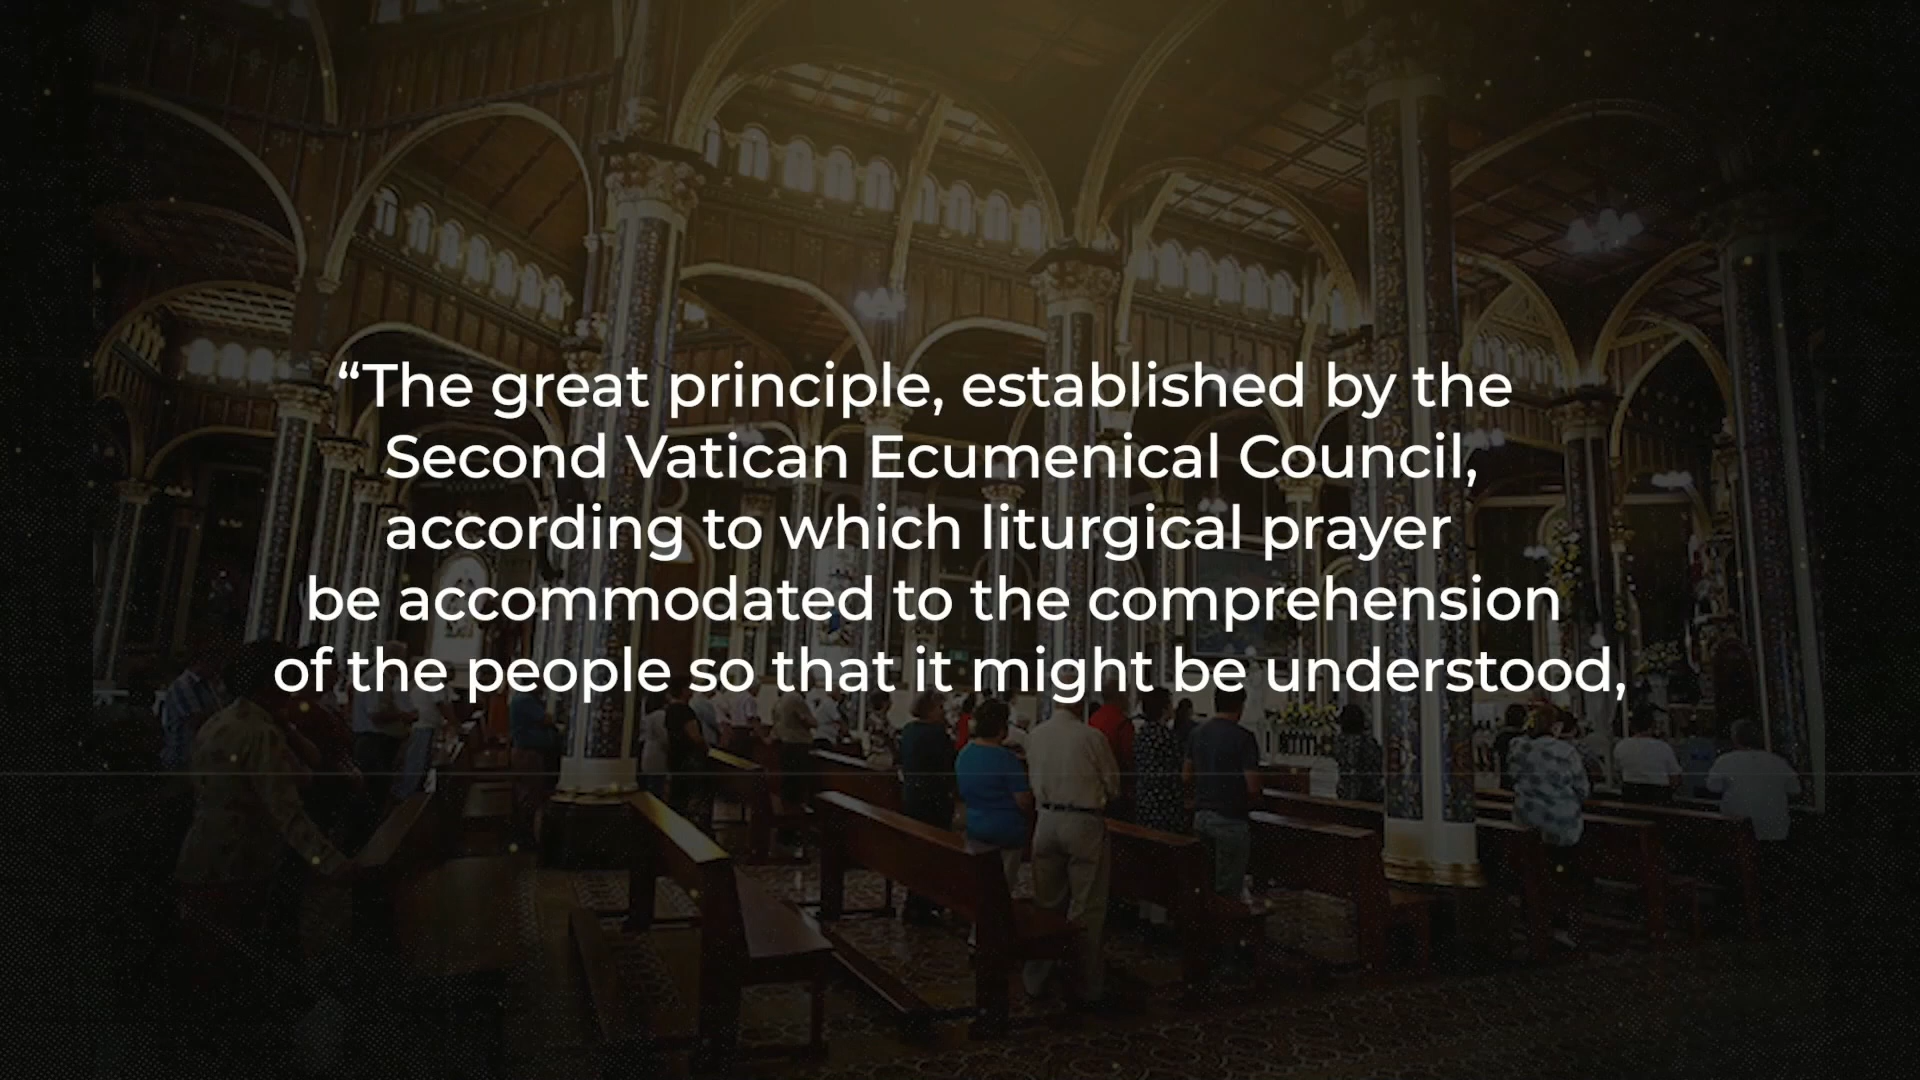 “The great principle, established by the
Second Vatican Ecumenical Council,
according to which liturgical prayer
be accommodated to the comprehension
of the people so that it might be understood,